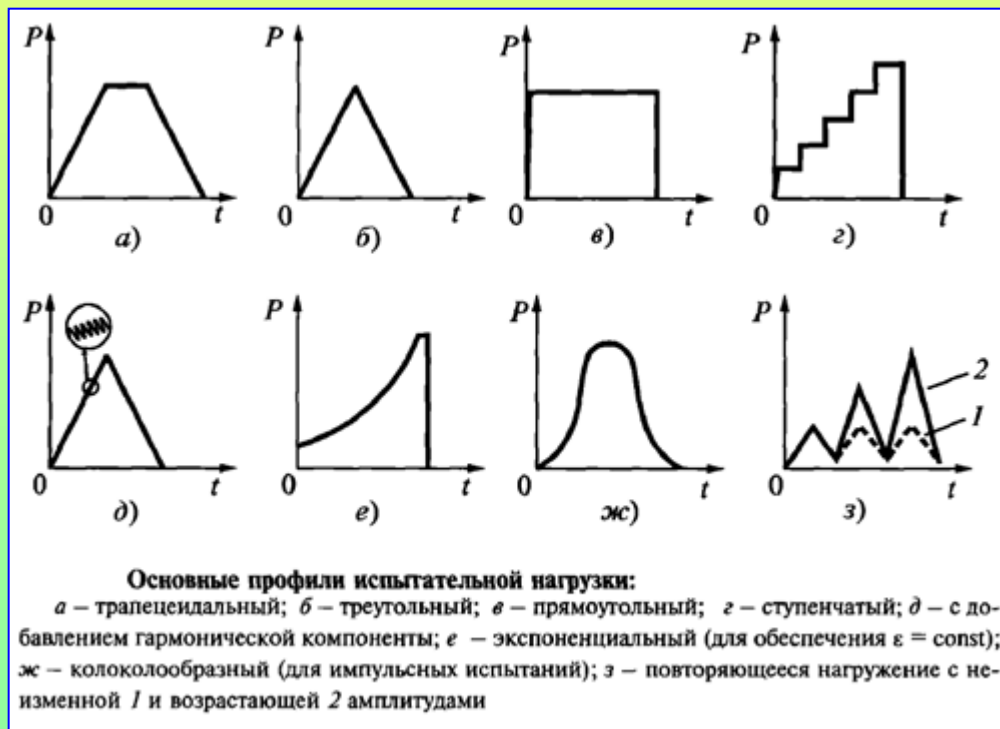 P P P P
0 t 0 t 0 t 0 t
а) б) в) г)
P P P P
2
1
0 t 0 t 0 t 0 t
д) е) ж) з)
Основные профили испытательной нагрузки:
а – трапецеидальный; б – треугольный; в – прямоугольный; г – ступенчатый; д – с до-
бавлением гармонической компоненты; е – экспоненциальный (для обеспечения ε = const);
ж – колоколообразный (для импульсных испытаний); з – повторяющееся нагружение с не-
изменной 1 и возрастающей 2 амплитудами